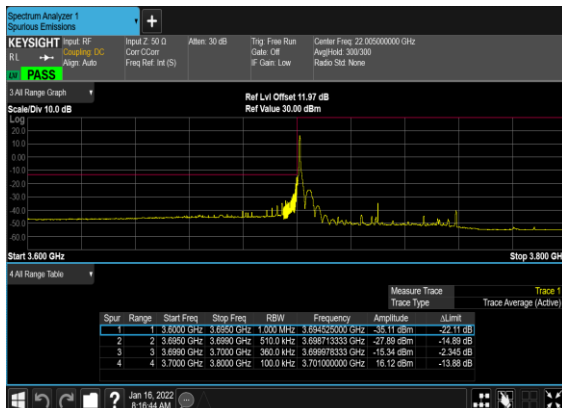 Spectrum Analyzer 1
Spurious Emissions
+
KEYSIGHT
RL
PASS
Input: RF
Coupling: DC
Align: Auto
Input Z: 50 Ω
Corr CCorr
Freq Ref: Int (S)
Atten: 30 dB
Trig: Free Run
Gate: Off
IF Gain: Low
Center Freq: 22.005000000 GHz
Avg|Hold: 300/300
Radio Std: None
3 All Range Graph
Scale/Div 10.0 dB
Ref Lvl Offset 11.97 dB
Ref Value 30.00 dBm
Log
20.0
10.0
0.00
-10.0
-20.0
-30.0
-40.0
-50.0
-60.0
Start 3.600 GHz
Stop 3.800 GH
4 All Range Table
Measure Trace Trace 1
Trace Type Trace Average (Active)
Spur Range Start Freq Stop Freq RBW Frequency Amplitude ΔLimit
1 1 3.6000 GHz 3.6950 GHz 1.000 MHz 3.694525000 GHz -35.11 dBm -22.11 dB
2 2 3.6950 GHz 3.6990 GHz 510.0 kHz 3.698713333 GHz -27.89 dBm -14.89 dB
3 3 3.6990 GHz 3.7000 GHz 360.0 kHz 3.699978333 GHz -15.34 dBm -2.345 dB
4 4 3.7000 GHz 3.8000 GHz 100.0 kHz 3.701000000 GHz 16.12 dBm -13.88 dB
?
Jan 16, 2022
8:16:44 AM